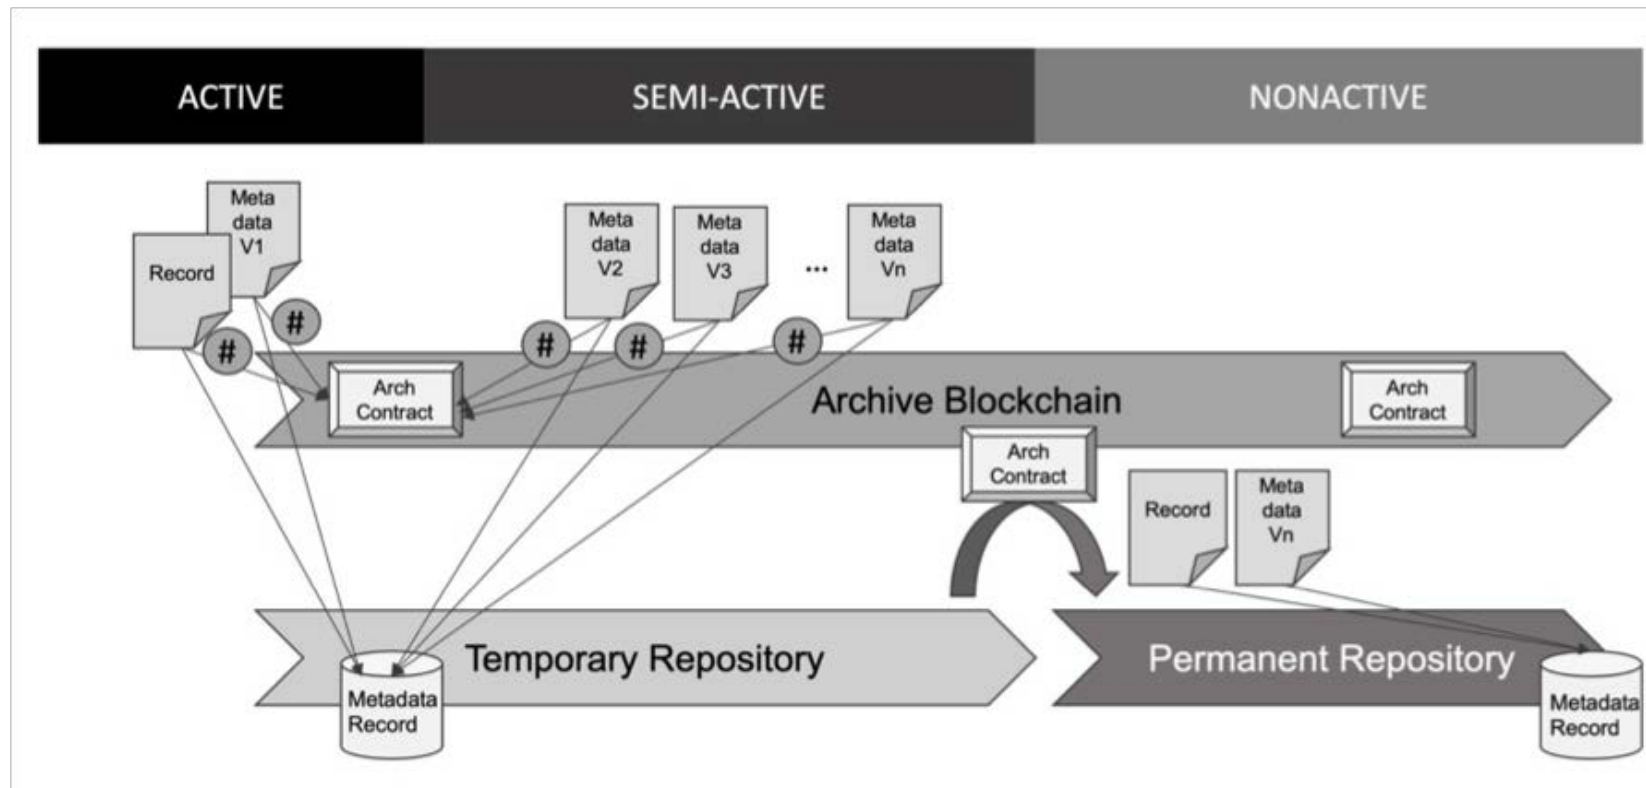 ACTIVE
SEMI-ACTIVE
NONACTIVE
Meta
data
V1
Record
Meta
data
V2
Meta
data
V3
...
Meta
data
Vn
#
#
#
#
#
Arch
Contract
Archive Blockchain
Arch
Contract
Arch
Contract
Record
Meta
data
Vn
Temporary Repository
Permanent Repository
Metadata
Record
Metadata
Record